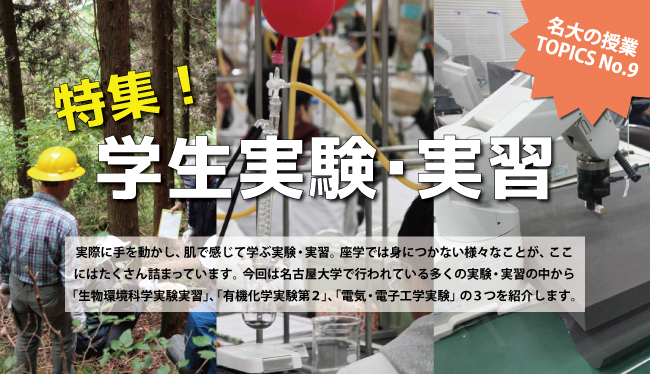 名大の授業
TOPICS No.9
特集！
学生実験・実習
実際に手を動かし、肌で感じて学ぶ実験・実習。座学では身につかない様々なことが、ここ
にはたくさん詰まっています。今回は名古屋大学で行われている多くの実験・実習の中から
「生物環境科学実験実習」、「有機化学実験第２」、「電気・電子工学実験」の３つを紹介します。